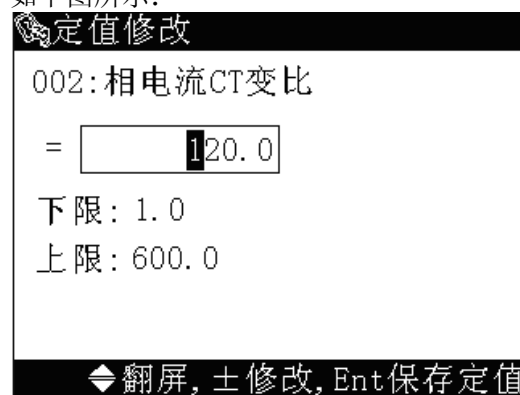 如下图所示:
定值修改
002:相电流CT变比
= 120.0
下限: 1.0
上限: 600.0
◆翻屏,±修改,Ent保存定值